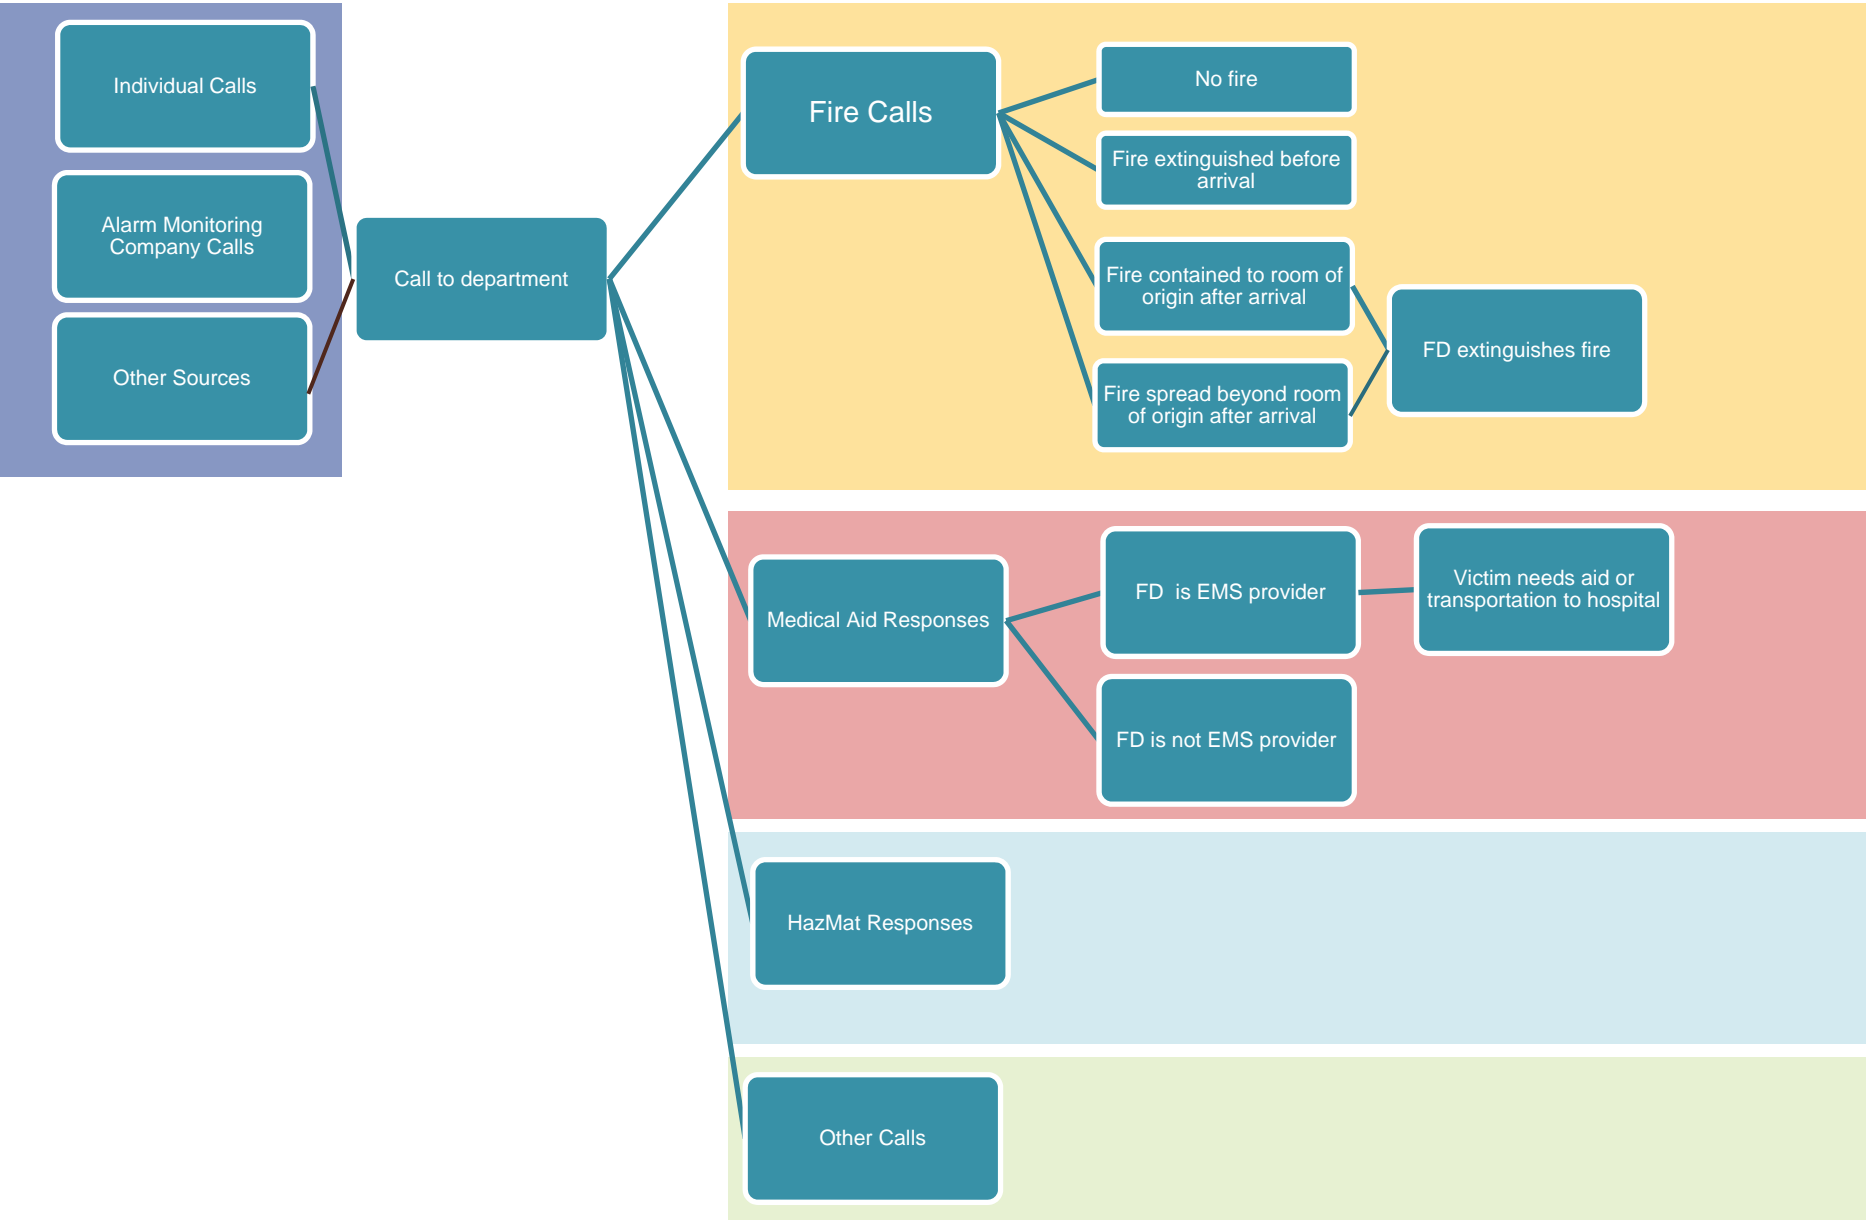 Individual Calls
Alarm Monitoring
Company Calls
Other Sources
Call to department
Fire Calls
No fire
Fire extinguished before
arrival
Fire contained to room of
origin after arrival
Fire spread beyond room
of origin after arrival
FD extinguishes fire
Medical Aid Responses
FD  is EMS provider
Victim needs aid or
transportation to hospital
FD is not EMS provider
HazMat Responses
Other Calls